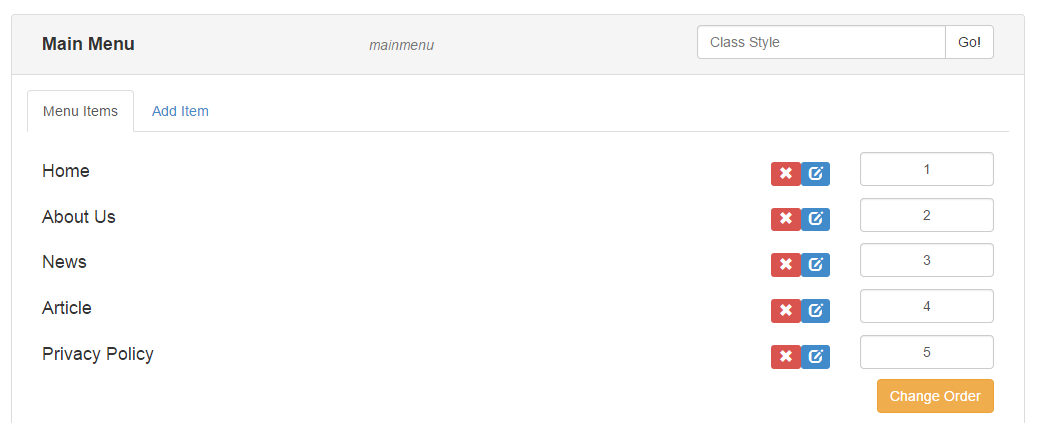 Main Menu mainmenu Class Style Go!
Menu Items Add Item
Home 1
About Us 2
News 3
Article 4
Privacy Policy 5
Change Order